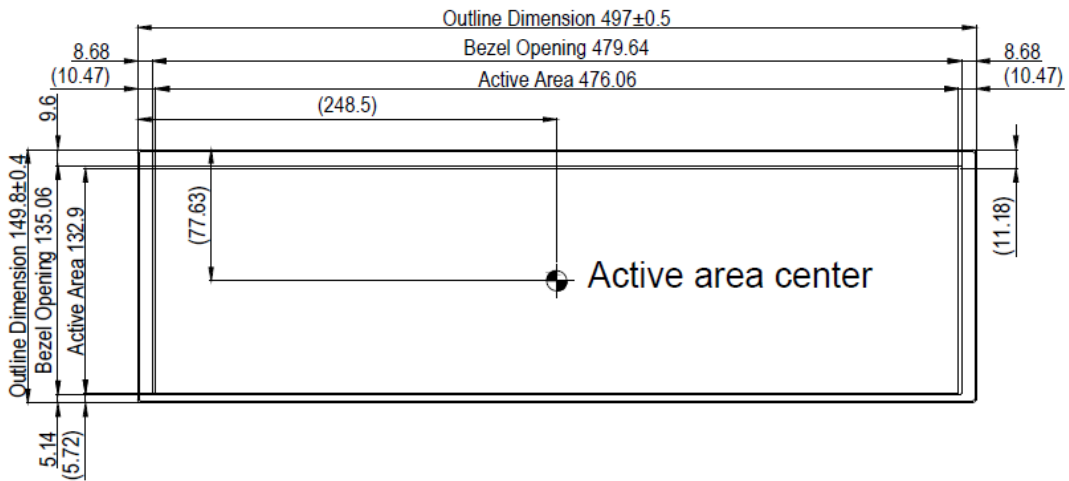 Outline Dimension 497±0.5
8.68
Bezel Opening 479.64
8.68
(10.47)
Active Area 476.06
(10.47)
9.6
(248.5)
Outline Dimension 149.8±0.4
Bezel Opening 135.06
Active Area 132.9
(77.63)
(11.18)
Active area center
5.14
(5.72)